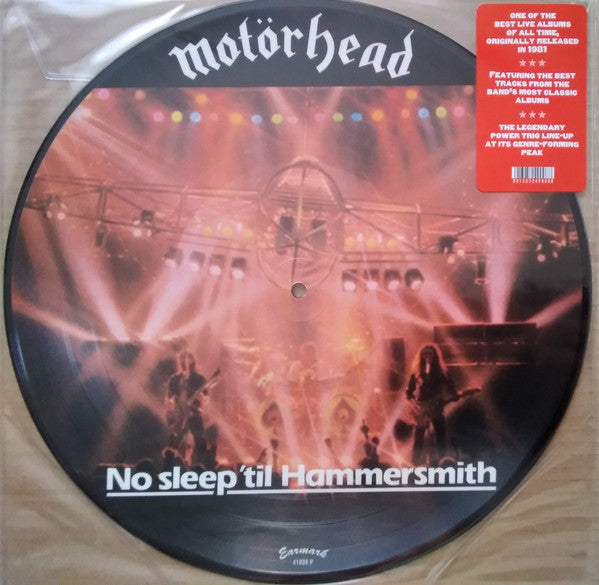 motörhead
ONE OF THE
BEST LIVE ALBUMS
OF ALL TIME,
ORIGINALLY RELEASED
IN 1981
★★★
FEATURING THE BEST
TRACKS FROM THE
BAND'S MOST CLASSIC
ALBUMS
★★★
THE LEGENDARY
POWER TRIO LINE-UP
AT ITS GENRE-FORMING
PEAK
No sleep 'til Hammersmith
Earmark
41009 P